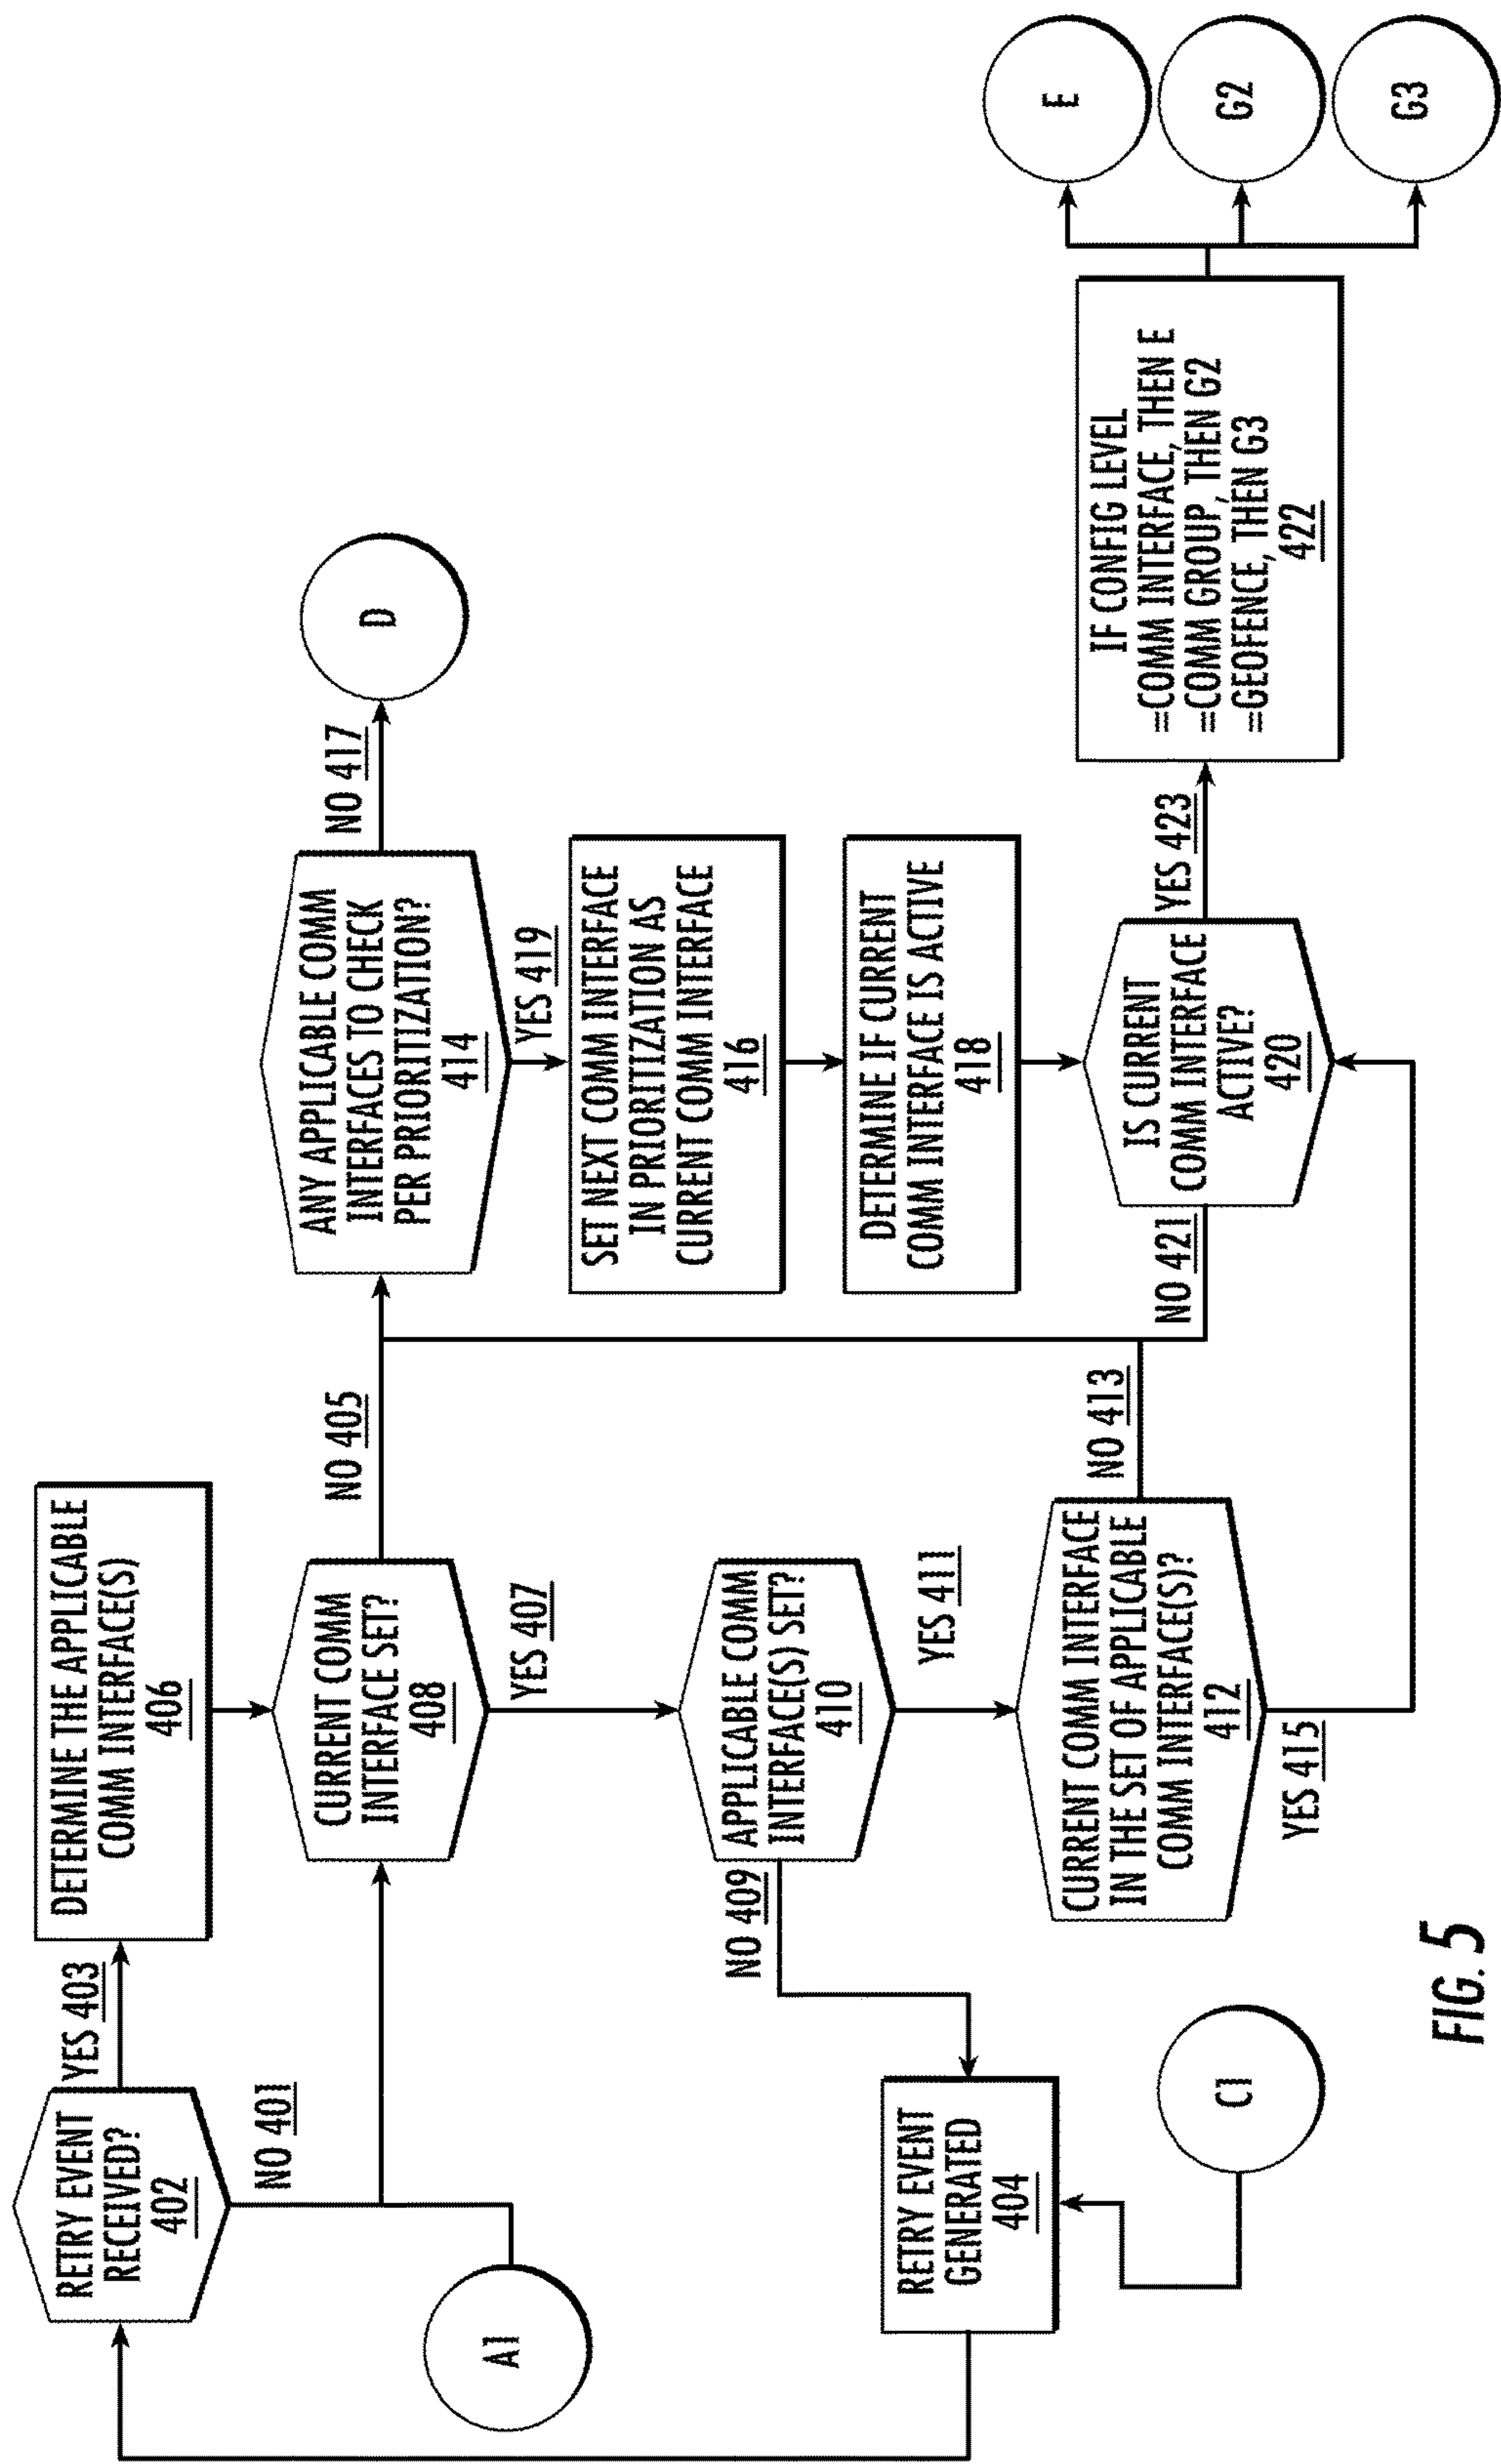 RETRY EVENT
RECEIVED?
402
YES 403
NO 401
A1
DETERMINE THE APPLICABLE
COMM INTERFACE(S)
406
CURRENT COMM
INTERFACE SET?
408
NO 405
YES 407
APPLICABLE COMM
INTERFACE(S) SET?
410
NO 409
YES 411
RETRY EVENT
GENERATED
404
C1
CURRENT COMM INTERFACE
IN THE SET OF APPLICABLE
COMM INTERFACE(S)?
412
NO 413
YES 415
ANY APPLICABLE COMM
INTERFACES TO CHECK
PER PRIORITIZATION?
414
NO 417
D
YES 419
SET NEXT COMM INTERFACE
IN PRIORITIZATION AS
CURRENT COMM INTERFACE
416
DETERMINE IF CURRENT
COMM INTERFACE IS ACTIVE
418
IS CURRENT
COMM INTERFACE
ACTIVE?
420
NO 421
YES 423
IF CONFIG LEVEL
=COMM INTERFACE, THEN E
=COMM GROUP, THEN G2
=GEOFENCE, THEN G3
422
E
G2
G3
FIG. 5